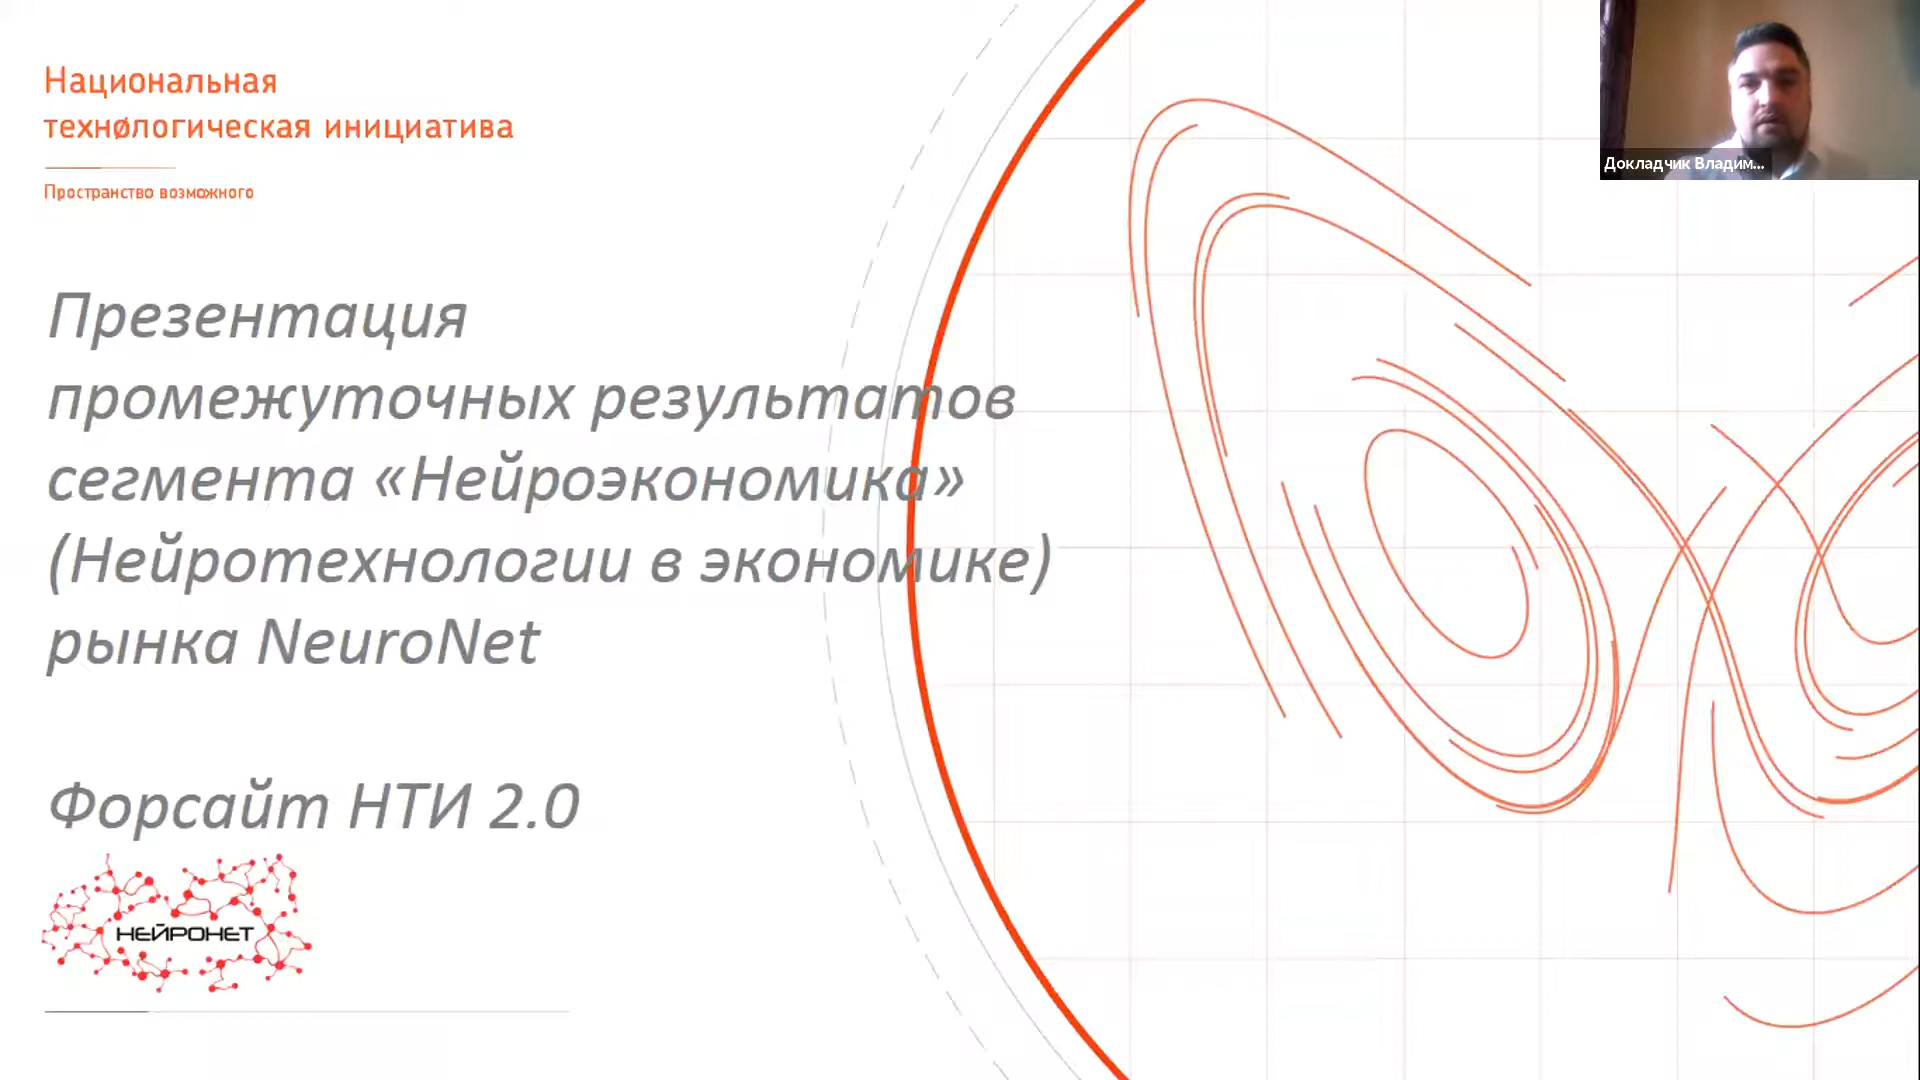 Национальная
технøлогическая инициатива
Пространство возможного
Докладчик Владим...
Презентация
промежуточных результатов
сегмента «Нейроэкономика»
(Нейротехнологии в экономике)
рынка NeuroNet
Форсайт НТИ 2.0
НЕЙРОНЕТ